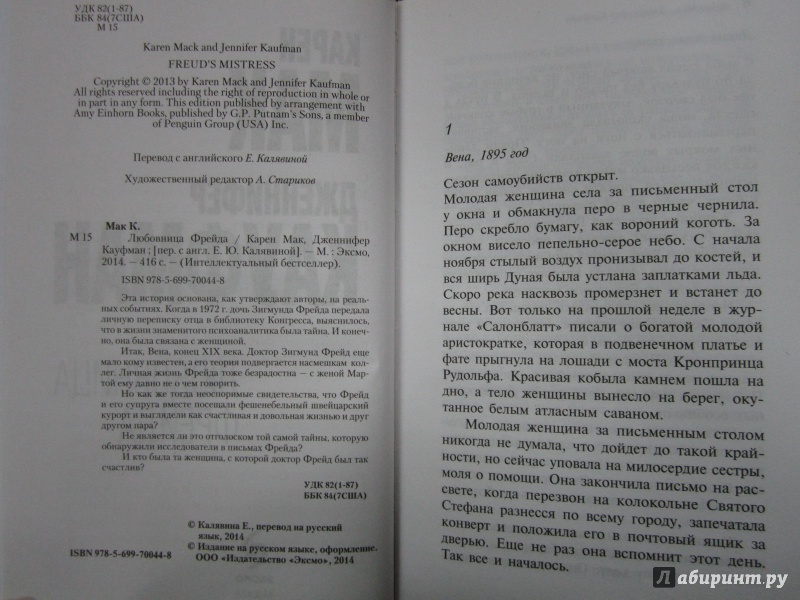 УДК 82(1-87)
ББК 84(7США)
М 15
Karen Mack and Jennifer Kaufman
FREUD'S MISTRESS
Copyright © 2013 by Karen Mack and Jennifer Kaufman
All rights reserved including the right of reproduction in whole or
in part in any form. This edition published by arrangement with
Amy Einhorn Books, published by G.P. Putnam's Sons, a member
of Penguin Group (USA) Inc.
Перевод с английского Е. Калявиной
Художественный редактор А. Стариков
Мак К.
М 15 Любовница Фрейда / Карен Мак, Дженнифер
Кауфман ; [пер. с англ. Е. Ю. Калявиной]. — М. : Эксмо,
2014. — 416 с. — (Интеллектуальный бестселлер).
ISBN 978-5-699-70044-8
Эта история основана, как утверждают авторы, на реаль-
ных событиях. Когда в 1972 г. дочь Зигмунда Фрейда передала
личную переписку отца в библиотеку Конгресса, выяснилось,
что в жизни знаменитого психоаналитика была тайна. И конеч-
но, она была связана с женщиной.
Итак, Вена, конец XIX века. Доктор Зигмунд Фрейд еще
мало кому известен, а его теория подвергается насмешкам кол-
лег. Личная жизнь Фрейда тоже безрадостна — с женой Мар-
той ему давно не о чем говорить.
Но как же тогда неоспоримые свидетельства, что Фрейд
и его супруга вместе посещали фешенебельный швейцарский
курорт и выглядели как счастливая и довольная жизнью и друг
другом пара?
Не является ли это отголоском той самой тайны, которую
обнаружили исследователи в письмах Фрейда?
И кто была та женщина, с которой доктор Фрейд был так
счастлив?
УДК 82(1-87)
ББК 84(7США)
© Калявина Е., перевод на русский
язык, 2014
© Издание на русском языке, оформление.
ISBN 978-5-699-70044-8 ООО «Издательство «Эксмо», 2014
1
Вена, 1895 год
Сезон самоубийств открыт.
Молодая женщина села за письменный стол
у окна и обмакнула перо в черные чернила.
Перо скребло бумагу, как вороний коготь. За
окном висело пепельно-серое небо. С начала
ноября стылый воздух пронизывал до костей, и
вся ширь Дуная была устлана заплатками льда.
Скоро река насквозь промерзнет и встанет до
весны. Вот только на прошлой неделе в жур-
нале «Салонблатт» писали о богатой молодой
аристократке, которая в подвенечном платье и
фате прыгнула на лошади с моста Кронпринца
Рудольфа. Красивая кобыла камнем пошла на
дно, а тело женщины вынесло на берег, оку-
танное белым атласным саваном.
Молодая женщина за письменным столом
никогда не думала, что дойдет до такой край-
ности, но сейчас уповала на милосердие сестры,
моля о помощи. Она закончила письмо на рас-
свете, когда перезвон на колокольне Святого
Стефана разнесся по всему городу, запечатала
конверт и положила его в почтовый ящик за
дверью. Еще не раз она вспомнит этот день.
Так все и началось.
Лабиринт.ру